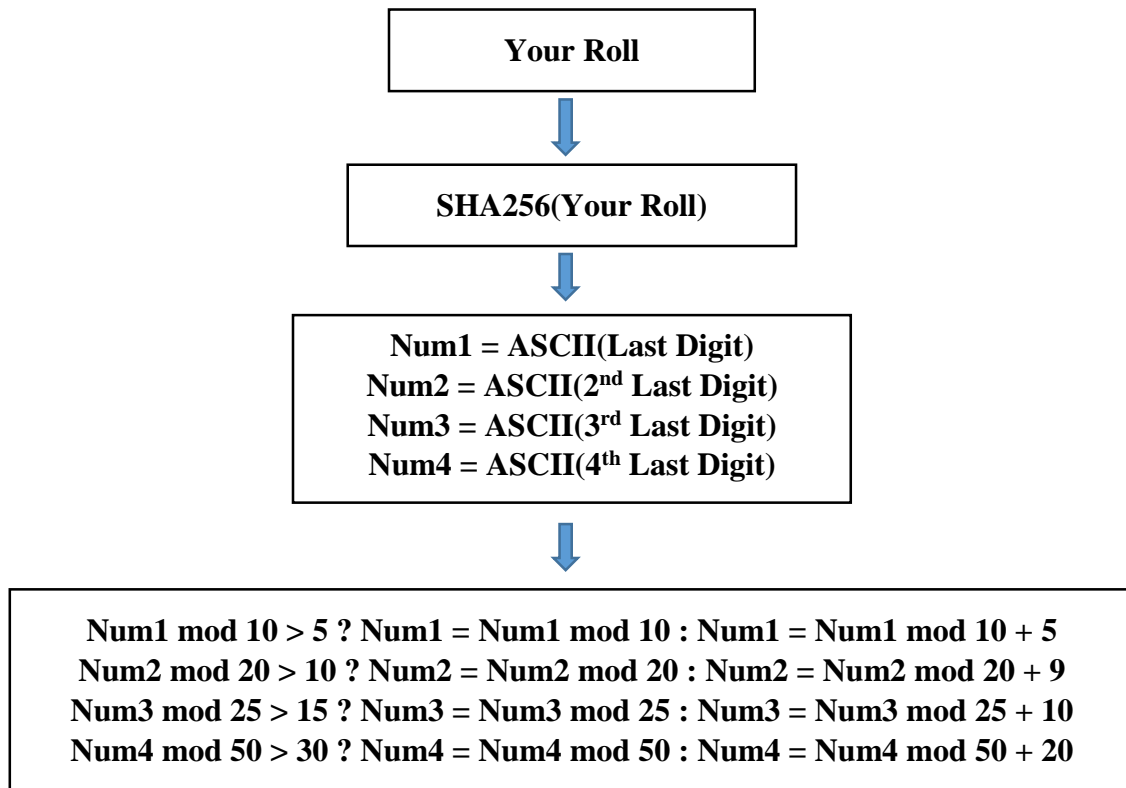 Your Roll
SHA256(Your Roll)
Num1 = ASCII(Last Digit)
Num2 = ASCII(2nd Last Digit)
Num3 = ASCII(3rd Last Digit)
Num4 = ASCII(4th Last Digit)
Num1 mod 10 > 5 ? Num1 = Num1 mod 10 : Num1 = Num1 mod 10 + 5
Num2 mod 20 > 10 ? Num2 = Num2 mod 20 : Num2 = Num2 mod 20 + 9
Num3 mod 25 > 15 ? Num3 = Num3 mod 25 : Num3 = Num3 mod 25 + 10
Num4 mod 50 > 30 ? Num4 = Num4 mod 50 : Num4 = Num4 mod 50 + 20